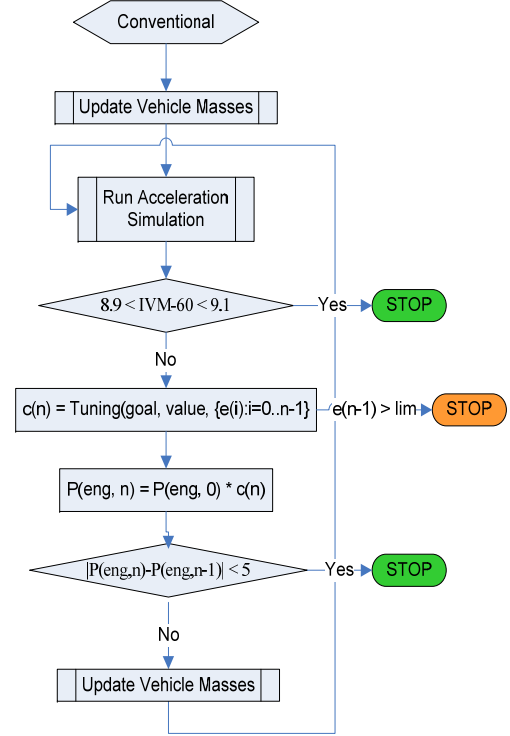 Conventional
Update Vehicle Masses
Run Acceleration
Simulation
8.9 < IVM-60 < 9.1
Yes
STOP
No
c(n) = Tuning(goal, value, {e(i):i=0..n-1}
e(n-1) > lim
STOP
P(eng, n) = P(eng, 0) * c(n)
|P(eng,n)-P(eng,n-1)| < 5
Yes
STOP
No
Update Vehicle Masses